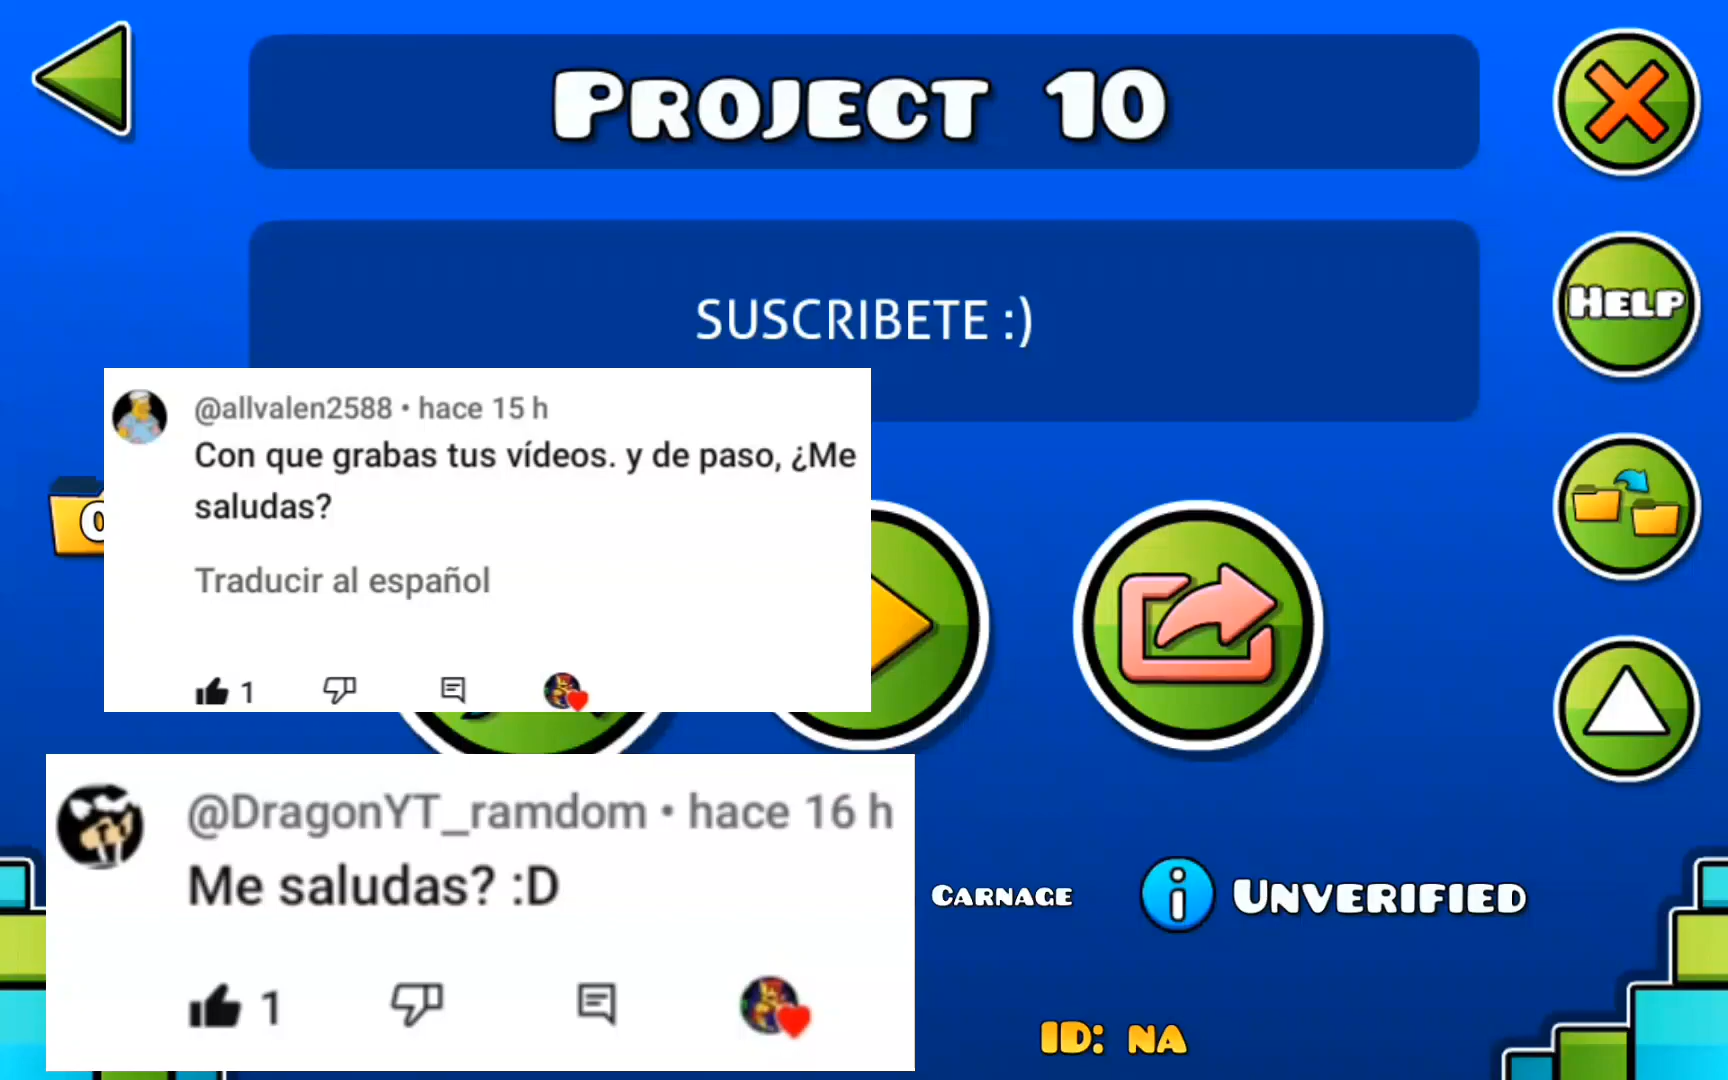 Project 10
SUSCRIBETE :)
Help
@allvalen2588 • hace 15 h
Con que grabas tus vídeos. y de paso, ¿Me
saludas?
Traducir al español
1
0
@DragonYT_ramdom • hace 16 h
Me saludas? :D
1
Carnage
i Unverified
ID: NA